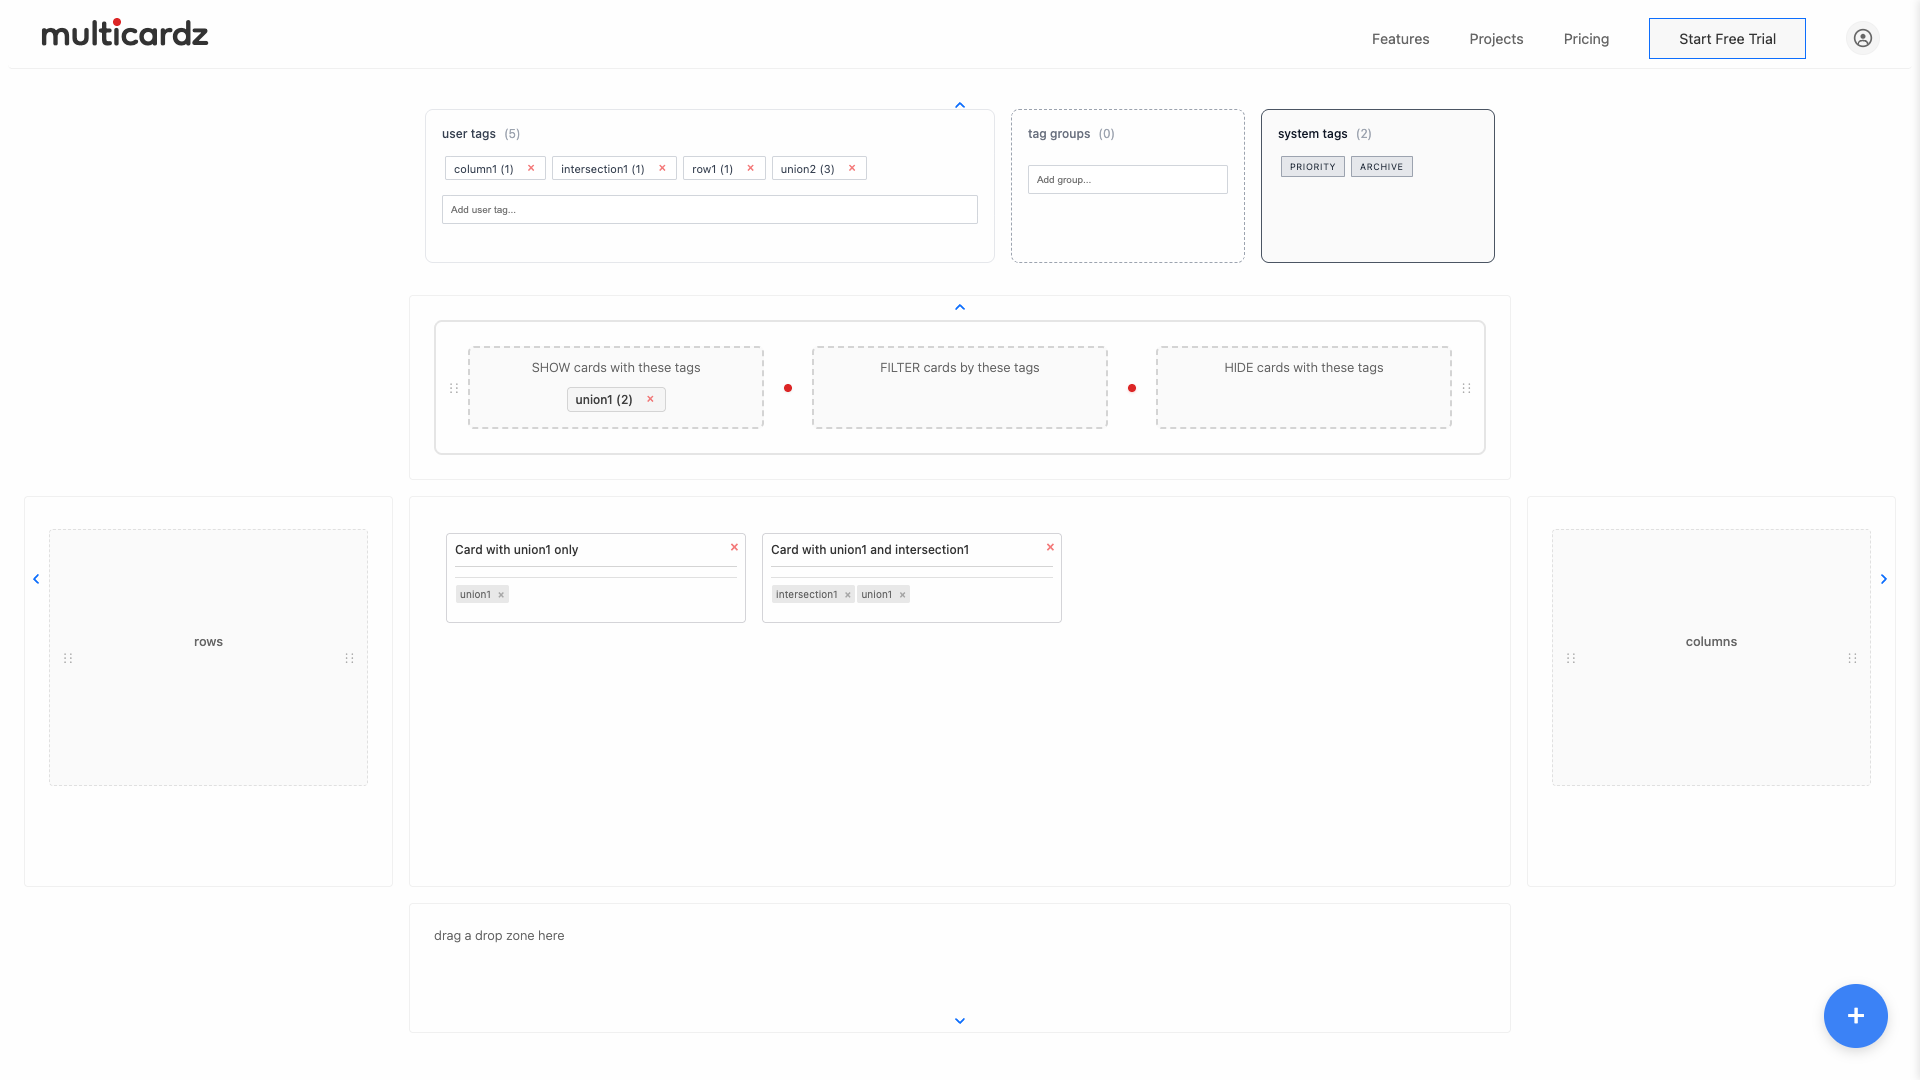 multicardz
Features
Projects
Pricing
Start Free Trial
user tags (5)
column1 (1) ×
intersection1 (1) ×
row1 (1) ×
union2 (3) ×
Add user tag...
tag groups (0)
Add group...
system tags (2)
PRIORITY
ARCHIVE
SHOW cards with these tags
union1 (2) ×
FILTER cards by these tags
HIDE cards with these tags
rows
Card with union1 only ×
union1 ×
Card with union1 and intersection1 ×
intersection1 × union1 ×
columns
drag a drop zone here
+